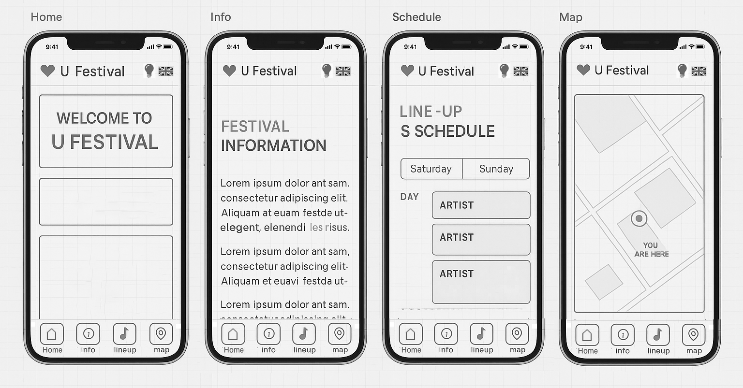 Home
9:41
U Festival
WELCOME TO
U FESTIVAL
Home
info
lineup
map
Info
9:41
U Festival
FESTIVAL
INFORMATION
Lorem ipsum dolor ant sam.
consectetur adipiscing elit.
Aliquam at euam festde ut-
elegent, elenendi les risus.
Lorem ipsum dolor ant sam,
consectetur adipiscing elit-
Aliquam et euavi festda ut-
Lorem ipsum dolor ant sam.
Home
info
lineup
map
Schedule
9:41
U Festival
LINE-UP
S SCHEDULE
Saturday Sunday
DAY
ARTIST
ARTIST
ARTIST
Home
info
lineup
map
Map
9:41
U Festival
YOU
ARE HERE
Home
info
lineup
map